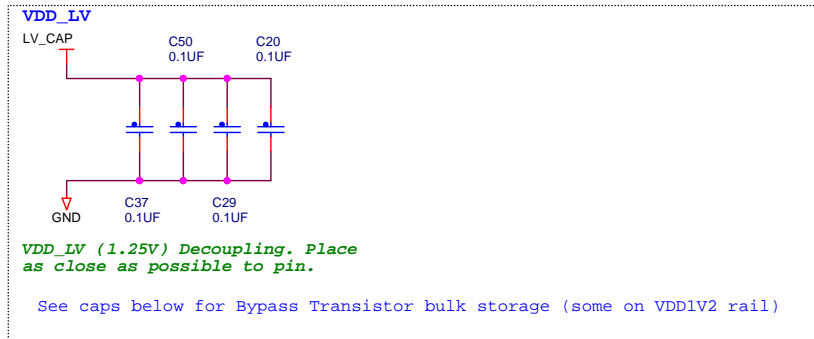 VDD_LV
LV_CAP
C50
0.1UF
C20
0.1UF
C37
0.1UF
C29
0.1UF
GND
VDD_LV (1.25V) Decoupling. Place
as close as possible to pin.
See caps below for Bypass Transistor bulk storage (some on VDD1V2 rail)